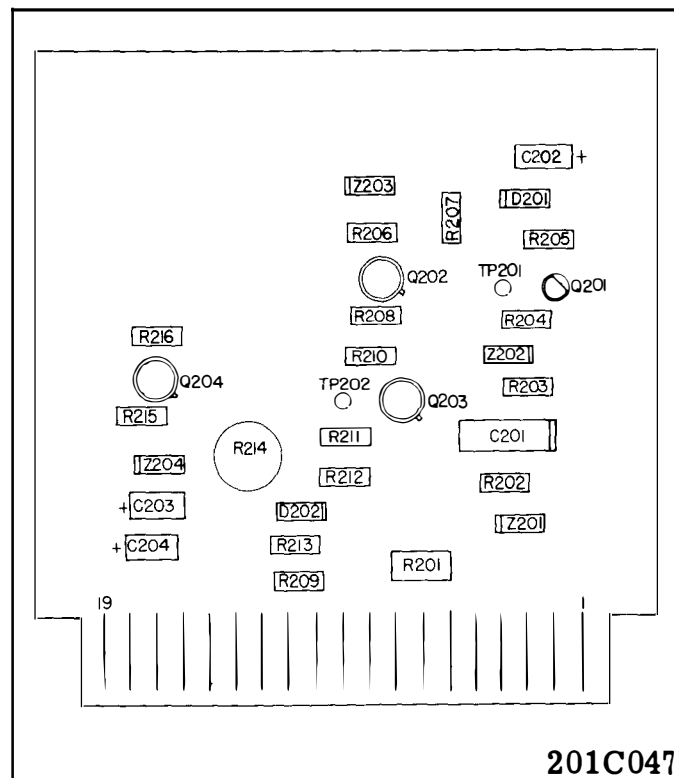 C202 +
Z203
D201
R207
R206
R205
TP201
Q202
Q201
R208
R204
R216
R210
Z202
Q204
TP202
Q203
R203
R215
R211
C201
R214
Z204
R212
R202
+ C203
D202
Z201
+ C204
R213
R201
R209
19
1
201C047